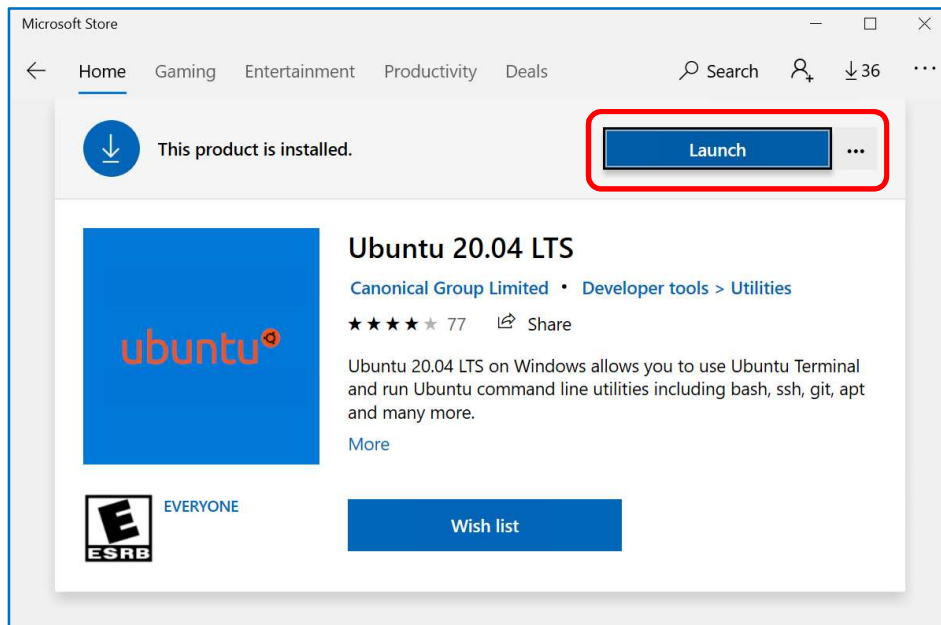 Microsoft Store
Home Gaming Entertainment Productivity Deals Search 36
This product is installed. Launch
ubuntu
Ubuntu 20.04 LTS
Canonical Group Limited • Developer tools > Utilities
77 Share
Ubuntu 20.04 LTS on Windows allows you to use Ubuntu Terminal
and run Ubuntu command line utilities including bash, ssh, git, apt
and many more.
More
E
ESRB
EVERYONE
Wish list